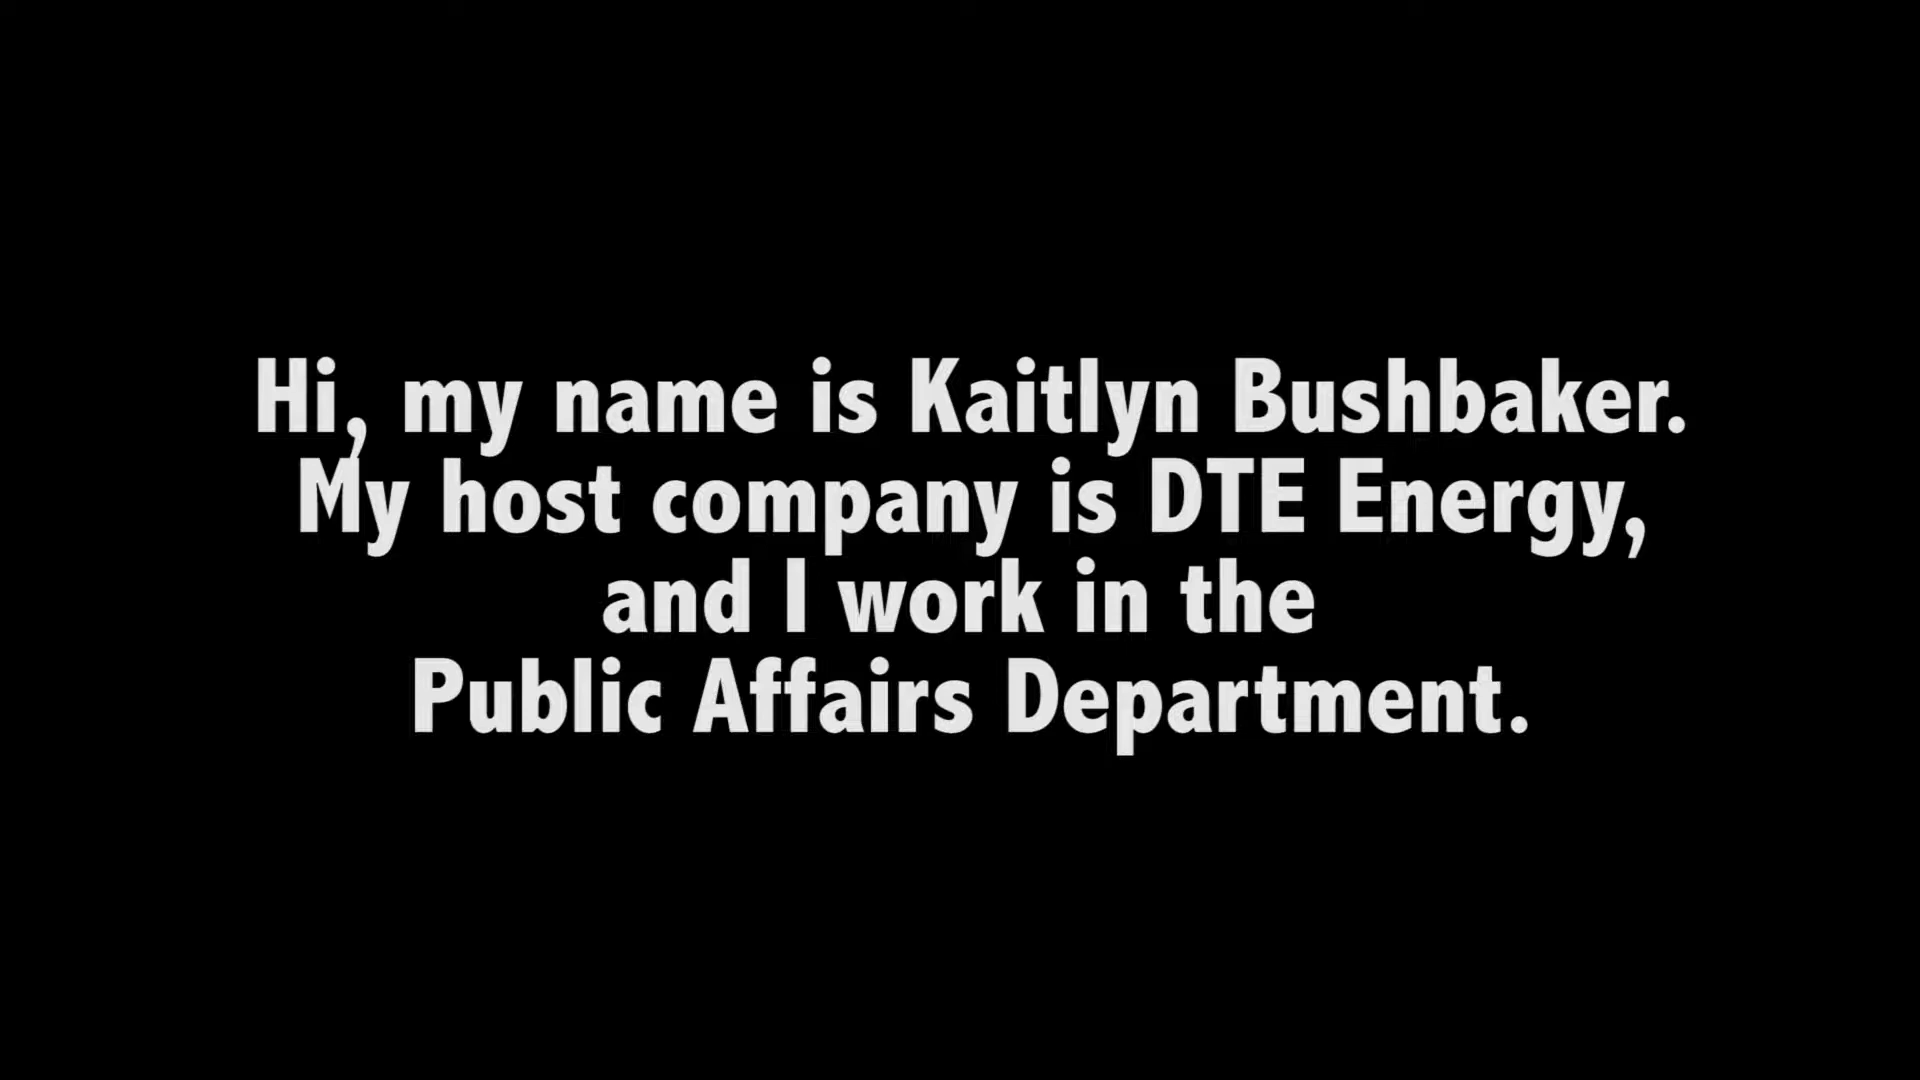 Hi, my name is Kaitlyn Bushbaker.
My host company is DTE Energy,
and I work in the
Public Affairs Department.